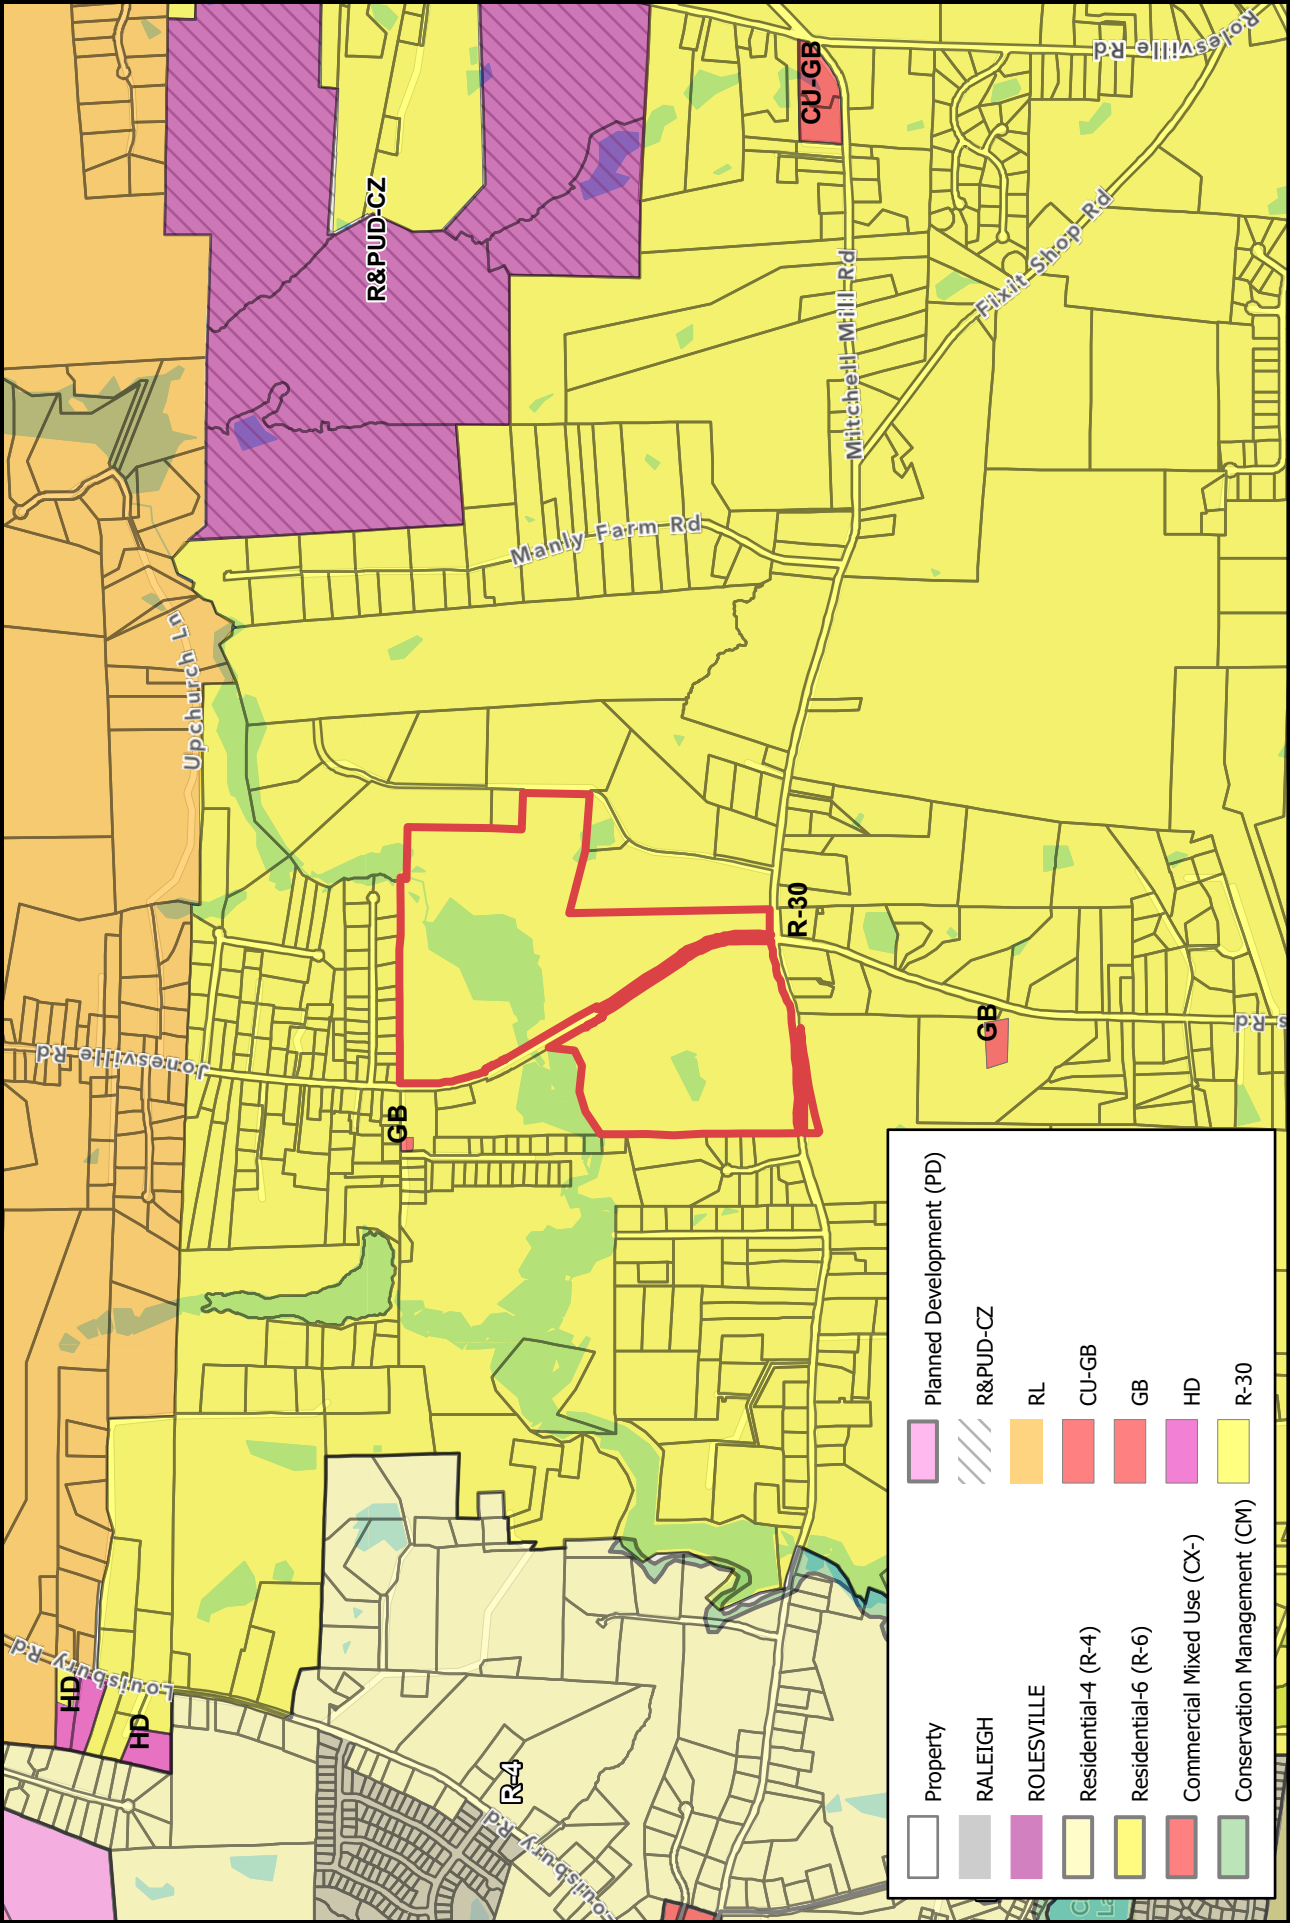 Rolesville Rd
CU-GB
R&PUD-CZ
Mitchell Mill Rd
Fixit Shop Rd
Manly Farm Rd
Upchurch Ln
R-30
GB
Jonesville Rd
GB
s Rd
Louisbury Rd
HD
HD
R-4
Louisbury Rd
Property
RALEIGH
ROLESVILLE
Residential-4 (R-4)
Residential-6 (R-6)
Commercial Mixed Use (CX-)
Conservation Management (CM)
Planned Development (PD)
R&PUD-CZ
RL
CU-GB
GB
HD
R-30